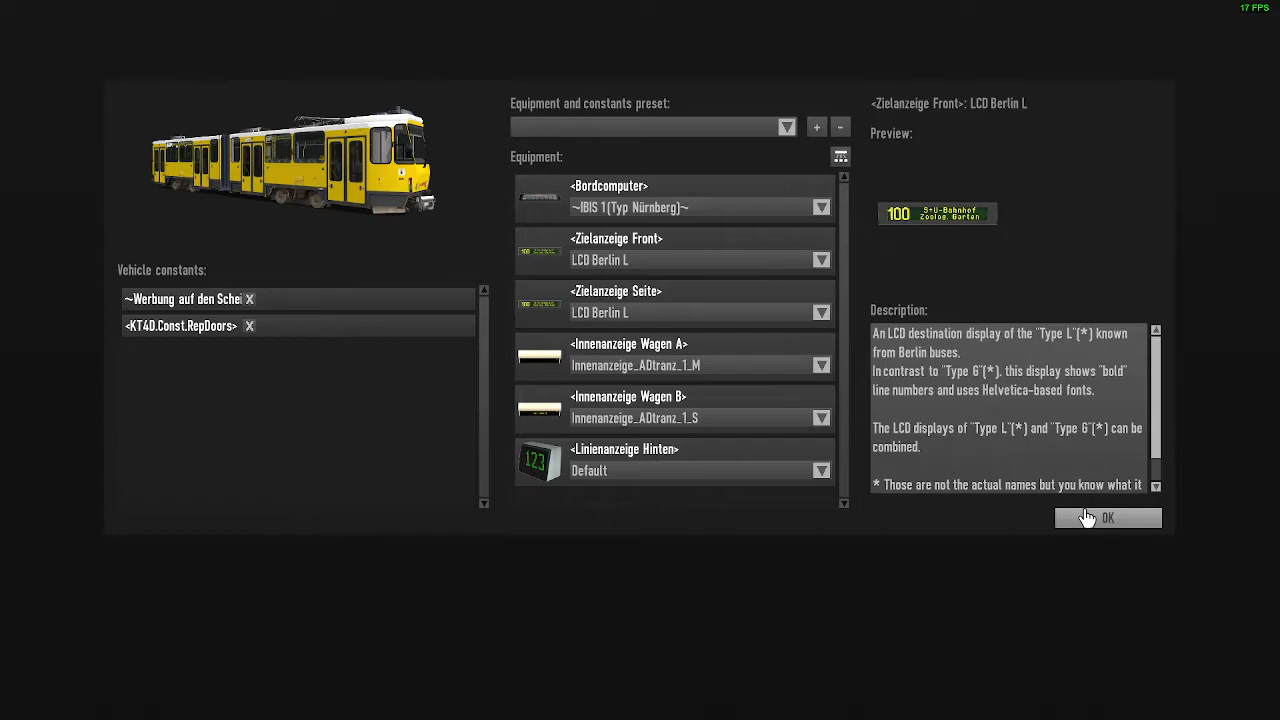 17 FPS
Equipment and constants preset:
<Zielanzeige Front>: LCD Berlin L
+
-
Preview:
Equipment:
<Bordcomputer>
~IBIS 1(Typ Nürnberg)~
100 S+U-Bahnhof
Zoolog. Garten
<Zielanzeige Front>
LCD Berlin L
Vehicle constants:
<Zielanzeige Seite>
LCD Berlin L
~Werbung auf den Schei X
<KT4D.Const.RepDoors> X
Description:
An LCD destination display of the "Type L"(*) known
from Berlin buses.
In contrast to "Type G"(*), this display shows "bold"
line numbers and uses Helvetica-based fonts.
The LCD displays of "Type L"(*) and "Type G"(*) can be
combined.
* Those are not the actual names but you know what it
<Innenanzeige Wagen A>
Innenanzeige_ADtranz_1_M
<Innenanzeige Wagen B>
Innenanzeige_ADtranz_1_S
<Linienanzeige Hinten>
123
Default
OK